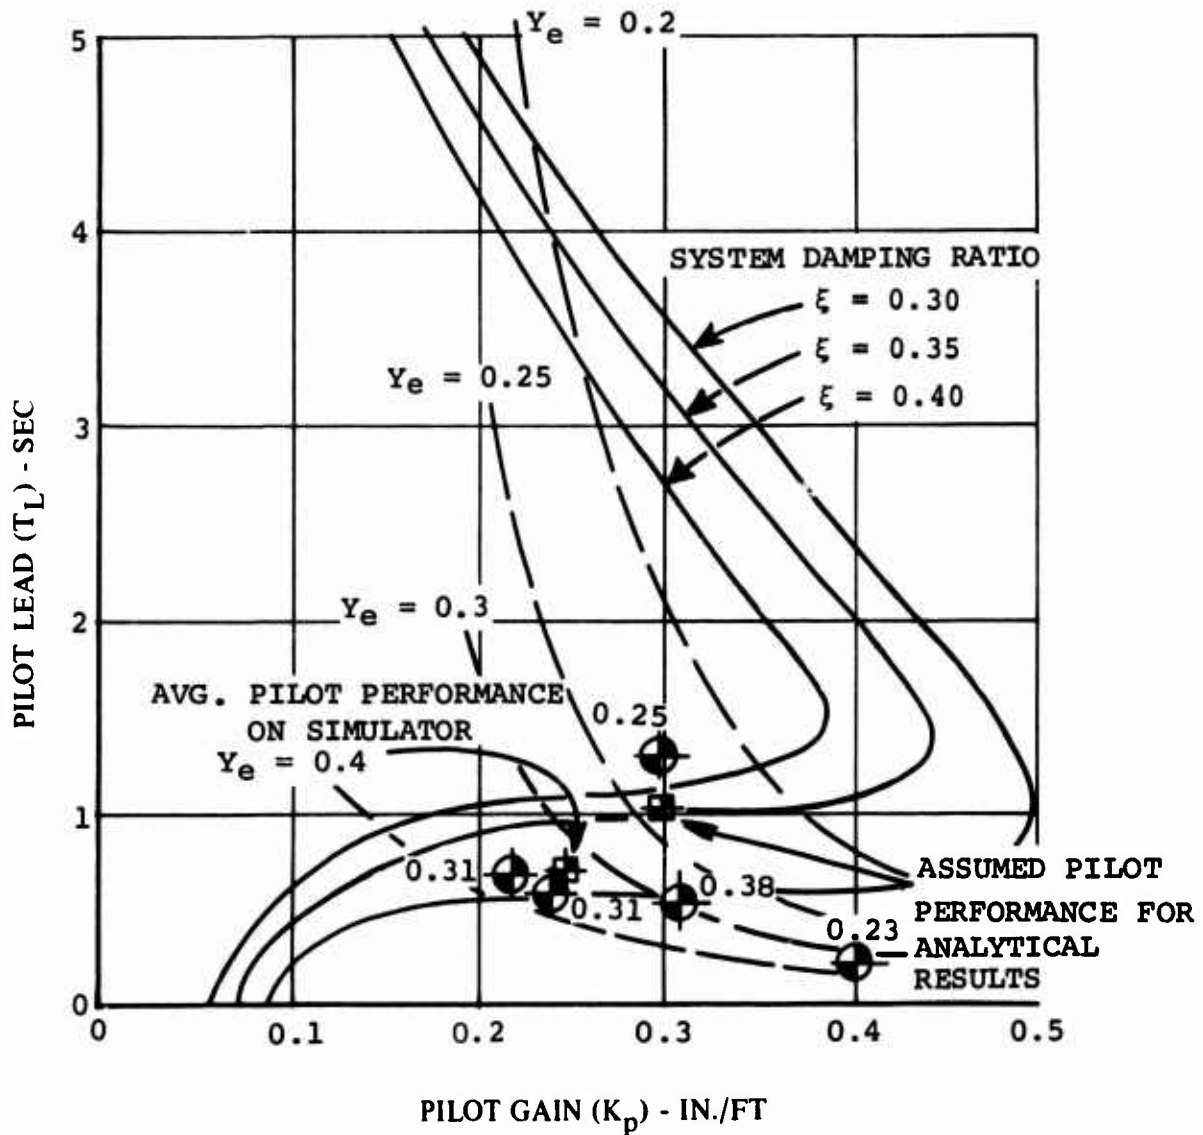 Ye = 0.2
5
4
SYSTEM DAMPING RATIO
ξ = 0.30
ξ = 0.35
ξ = 0.40
Ye = 0.25
3
PILOT LEAD (TL) - SEC
Ye = 0.3
2
AVG. PILOT PERFORMANCE
ON SIMULATOR
Ye = 0.4
0.25
1
0.31
0.31
0.38
0.23
ASSUMED PILOT
PERFORMANCE FOR
ANALYTICAL
RESULTS
0
0 0.1 0.2 0.3 0.4 0.5
PILOT GAIN (Kp) - IN./FT